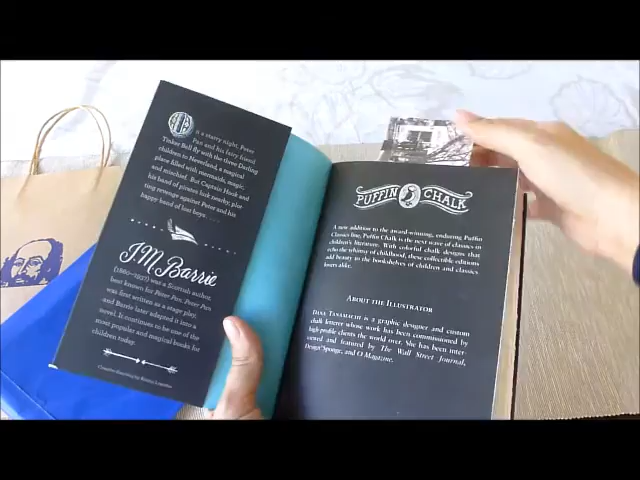 On a starry night, Peter
Pan and his fairy friend
Tinker Bell fly with the three Darling
children to Neverland, a magical
place filled with mermaids, magic,
and mischief. But Captain Hook and
his band of pirates lurk nearby, plot-
ting revenge against Peter and his
happy band of lost boys. . . .
J.M. Barrie
(1860–1937) was a Scottish author,
best known for Peter Pan. Peter Pan
was first written as a stage play,
and Barrie later adapted it into a
novel. It continues to be one of the
most popular and magical books for
children today.
PUFFIN CHALK
A new addition to the award-winning, enduring Puffin
Classics line, Puffin Chalk is the next wave of classics in
children's literature. With colorful chalk designs that
echo the whimsy of childhood, these collectible editions
add beauty to the bookshelves of children and classics
lovers alike.
About the Illustrator
Dana Tanamachi is a graphic designer and custom
chalk letterer whose work has been commissioned by
high-profile clients the world over. She has been inter-
viewed and featured by The Wall Street Journal,
Design*Sponge, and O Magazine.